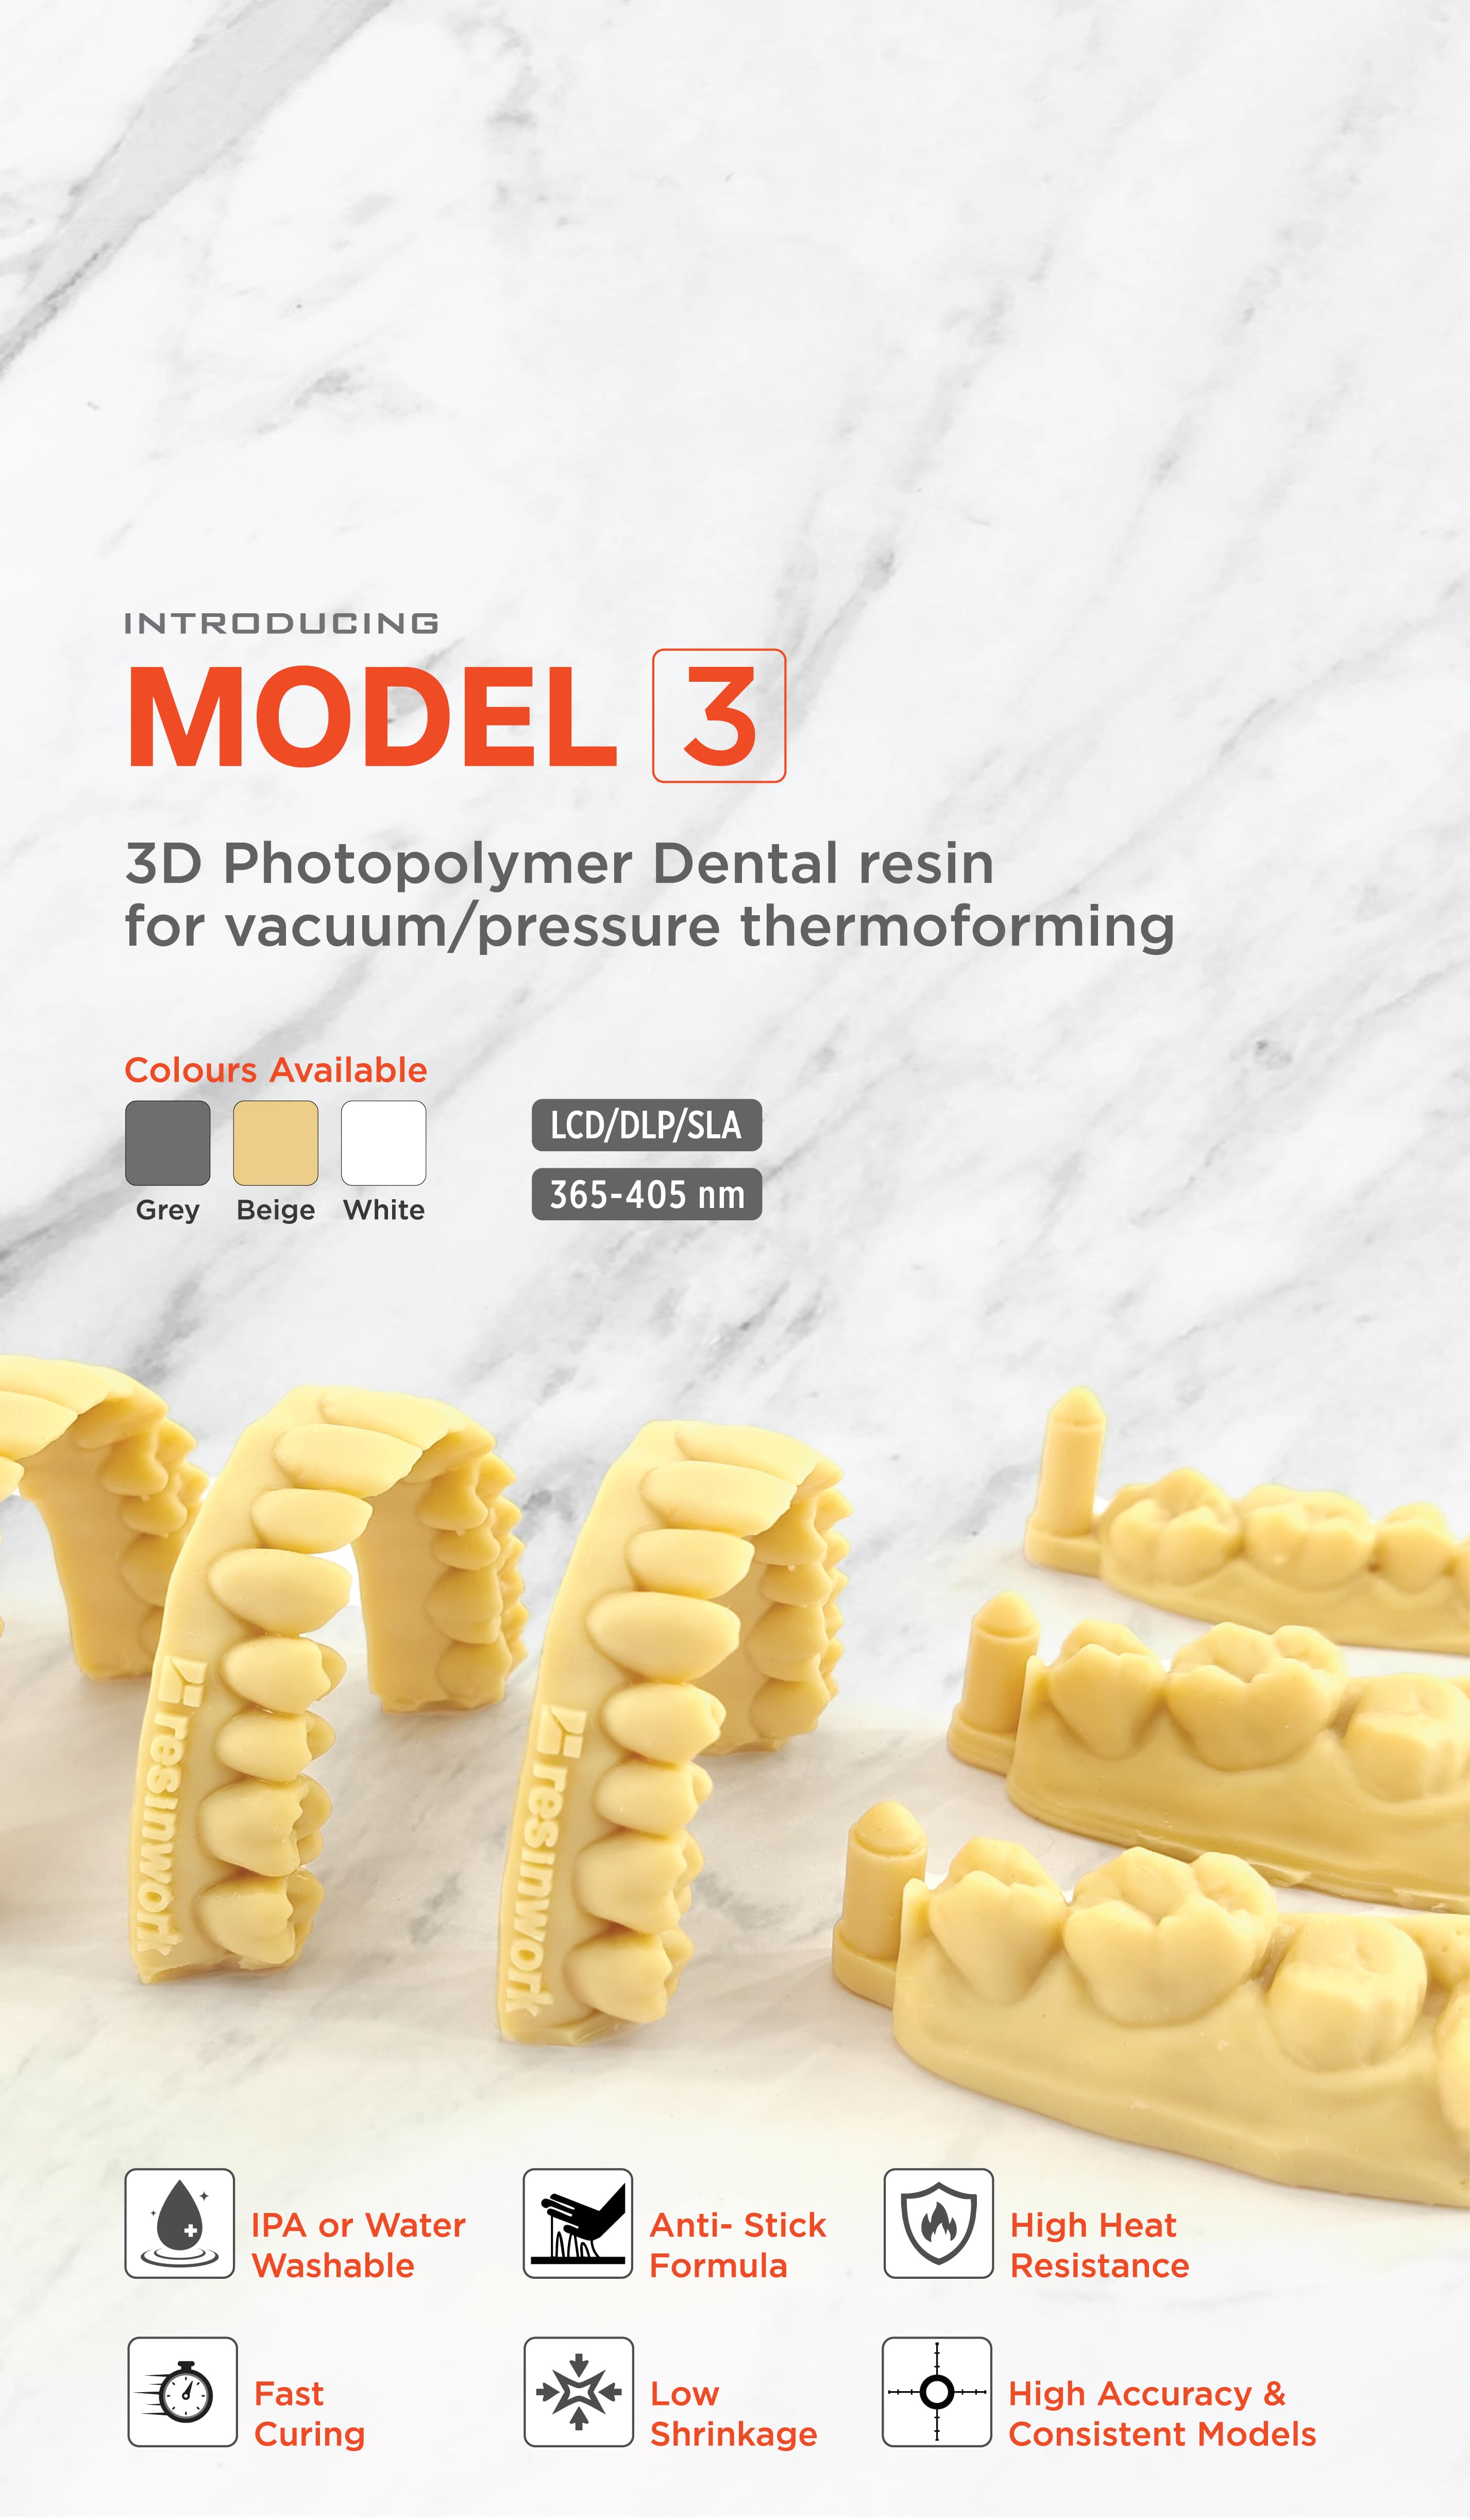 INTRODUCING
MODEL 3
3D Photopolymer Dental resin
for vacuum/pressure thermoforming
Colours Available
Grey Beige White
LCD/DLP/SLA
365-405 nm
resinwork
resinwork
IPA or Water
Washable
Anti- Stick
Formula
High Heat
Resistance
Fast
Curing
Low
Shrinkage
High Accuracy &
Consistent Models